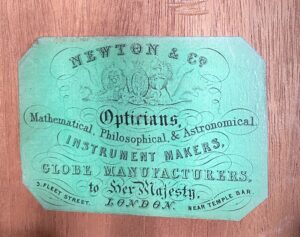 NEWTON & Co.
Opticians,
Mathematical, Philosophical, & Astronomical
INSTRUMENT MAKERS,
GLOBE MANUFACTURERS,
to Her Majesty,
3, FLEET STREET. LONDON. NEAR TEMPLE BAR.